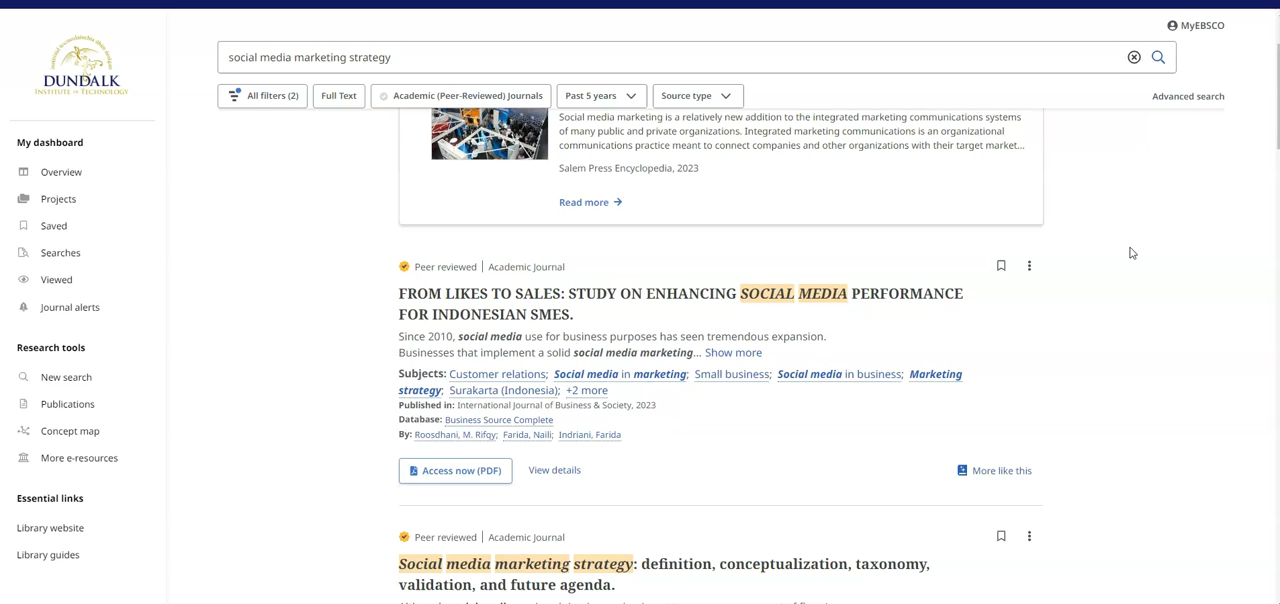 MyEBSCO
DUNDALK
INSTITUTE OF TECHNOLOGY
social media marketing strategy
All filters (2)
Full Text
Academic (Peer-Reviewed) Journals
Past 5 years
Source type
Advanced search
My dashboard
Overview
Projects
Saved
Searches
Viewed
Journal alerts
Research tools
New search
Publications
Concept map
More e-resources
Essential links
Library website
Library guides
Social media marketing is a relatively new addition to the integrated marketing communications systems
of many public and private organizations. Integrated marketing communications is an organizational
communications practice meant to connect companies and other organizations with their target market...
Salem Press Encyclopedia, 2023
Read more →
Peer reviewed | Academic Journal
FROM LIKES TO SALES: STUDY ON ENHANCING SOCIAL MEDIA PERFORMANCE
FOR INDONESIAN SMES.
Since 2010, social media use for business purposes has seen tremendous expansion.
Businesses that implement a solid social media marketing... Show more
Subjects: Customer relations; Social media in marketing; Small business; Social media in business; Marketing
strategy; Surakarta (Indonesia); +2 more
Published in: International Journal of Business & Society, 2023
Database: Business Source Complete
By: Roosdhani, M. Rifqy; Farida, Naili; Indriani, Farida
Access now (PDF)
View details
More like this
Peer reviewed | Academic Journal
Social media marketing strategy: definition, conceptualization, taxonomy,
validation, and future agenda.